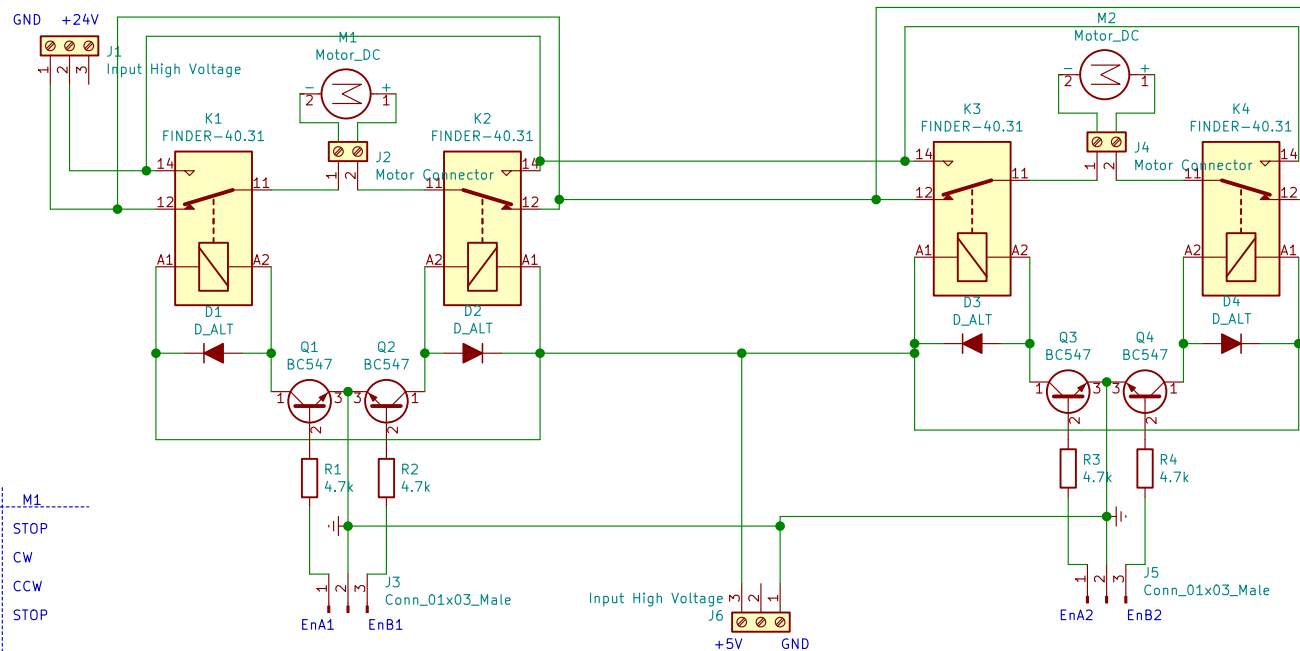 GND +24V
J1
Input High Voltage
1 2 3
M1
Motor_DC
− +
2 1
K1
FINDER-40.31
14
11
12
A1 A2
J2
Motor Connector
1 2
K2
FINDER-40.31
14
11
12
A2 A1
D1
D_ALT
D2
D_ALT
Q1
BC547
1 3
2
Q2
BC547
3 1
2
R1
4.7k
R2
4.7k
M1
STOP
CW
CCW
STOP
1 2 3
J3
Conn_01x03_Male
EnA1 EnB1
3 2 1
Input High Voltage
J6
+5V GND
M2
Motor_DC
− +
2 1
K3
FINDER-40.31
14
11
12
A1 A2
J4
Motor Connector
1 2
K4
FINDER-40.31
14
11
12
A2 A1
D3
D_ALT
D4
D_ALT
Q3
BC547
1 3
2
Q4
BC547
3 1
2
R3
4.7k
R4
4.7k
1 2 3
J5
Conn_01x03_Male
EnA2 EnB2